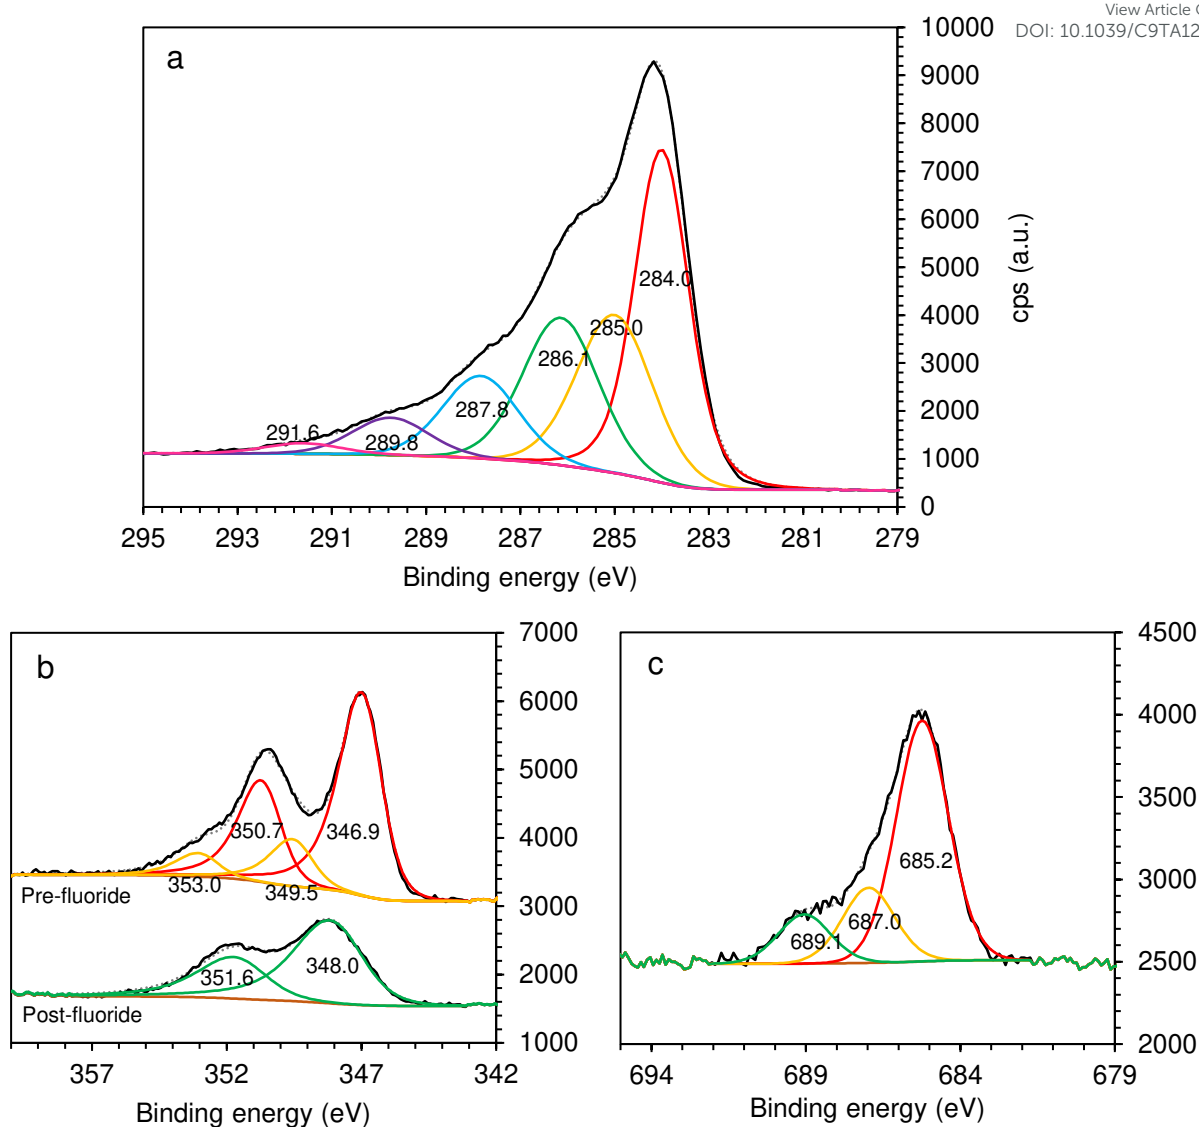 View Article O
DOI: 10.1039/C9TA12
a
10000
9000
8000
7000
6000
5000
4000
3000
2000
1000
0
cps (a.u.)
284.0
285.0
286.1
287.8
289.8
291.6
295 293 291 289 287 285 283 281 279
Binding energy (eV)
b
7000
6000
5000
4000
3000
2000
1000
350.7
346.9
353.0
349.5
Pre-fluoride
351.6
348.0
Post-fluoride
357 352 347 342
Binding energy (eV)
c
4500
4000
3500
3000
2500
2000
685.2
687.0
689.1
694 689 684 679
Binding energy (eV)